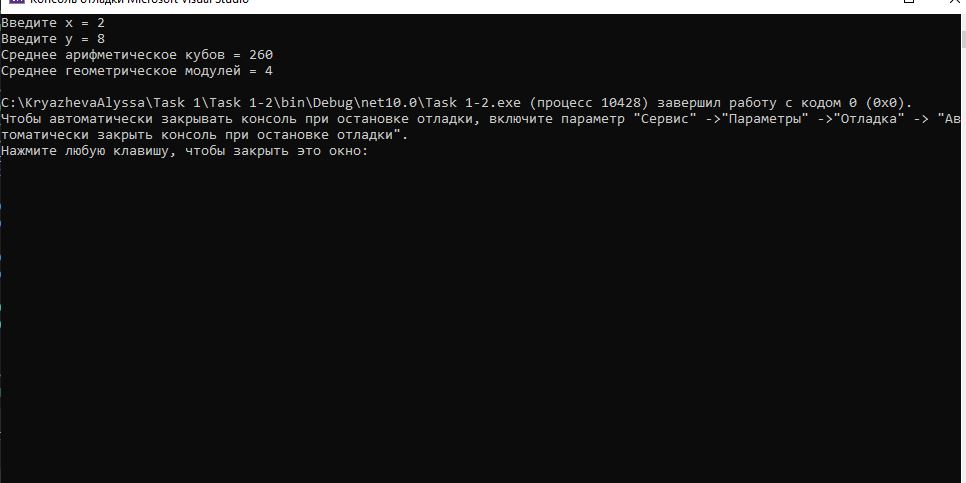 Консоль отладки Microsoft Visual Studio
Введите x = 2
Введите y = 8
Среднее арифметическое кубов = 260
Среднее геометрическое модулей = 4
C:\KryazhevaAlyssa\Task 1\Task 1-2\bin\Debug\net10.0\Task 1-2.exe (процесс 10428) завершил работу с кодом 0 (0x0).
Чтобы автоматически закрывать консоль при остановке отладки, включите параметр "Сервис" ->"Параметры" ->"Отладка" -> "Ав
томатически закрыть консоль при остановке отладки".
Нажмите любую клавишу, чтобы закрыть это окно: